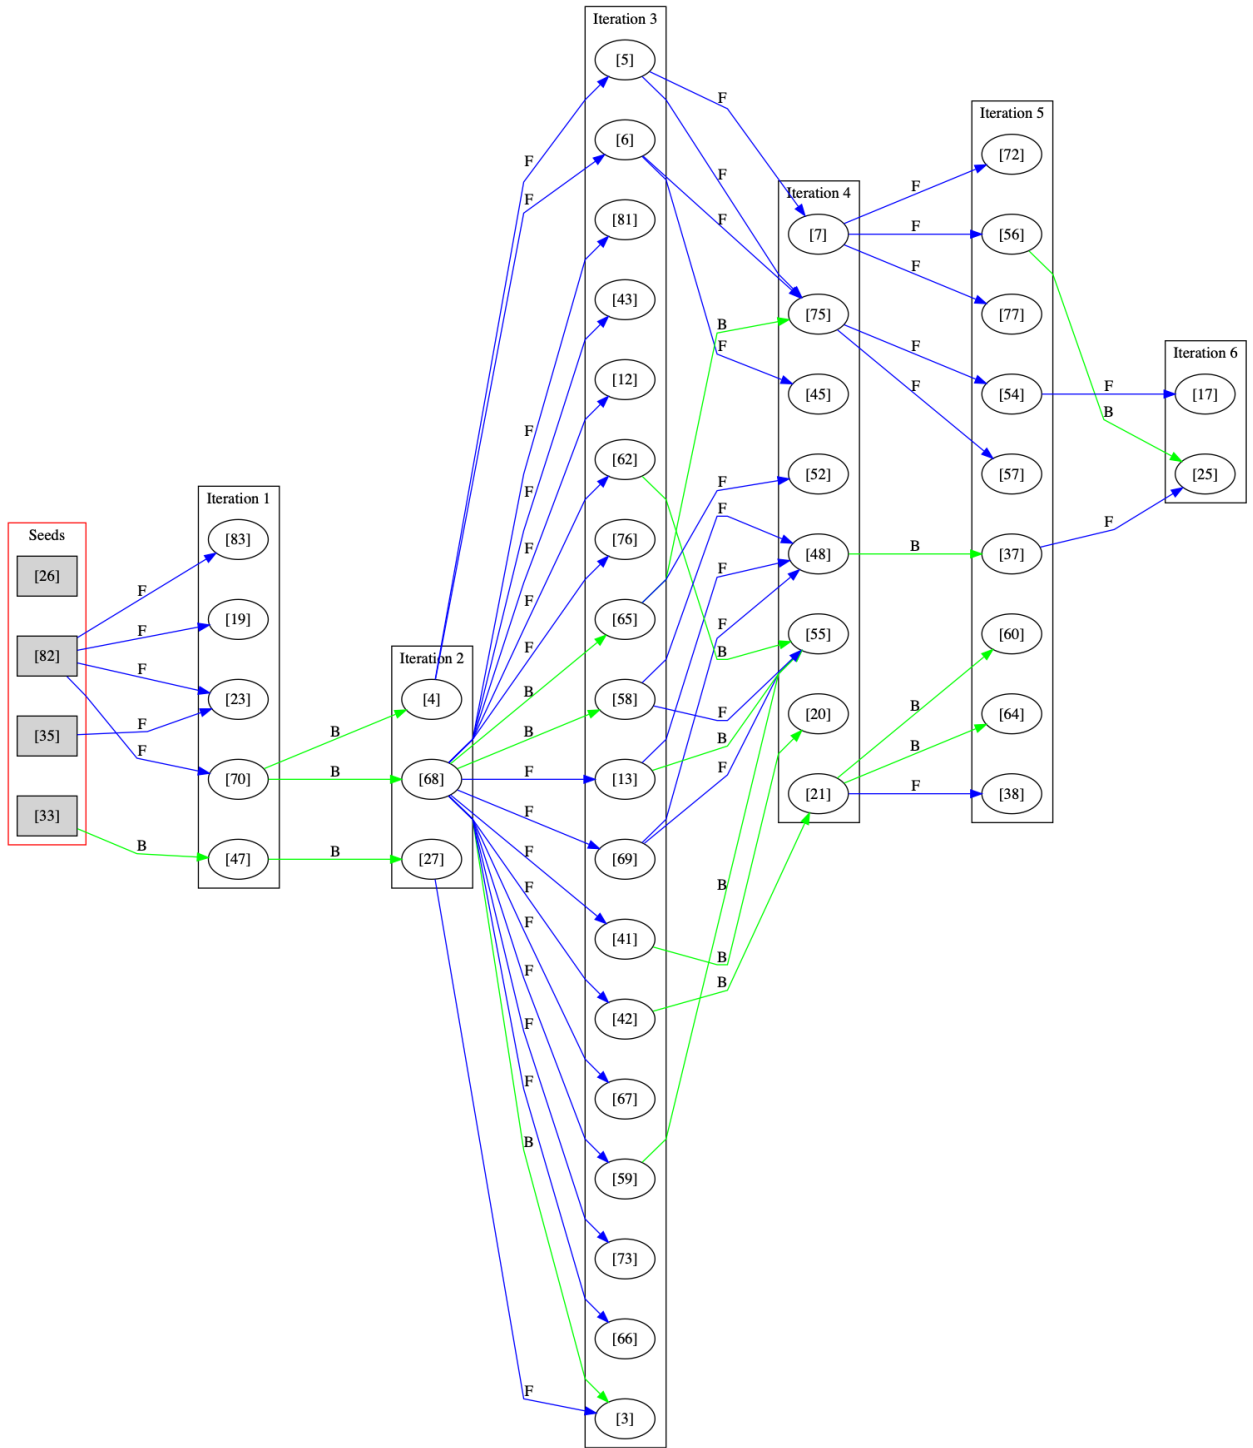 Seeds
[26]
[82]
[35]
[33]
F
F
F
F
F
B
Iteration 1
[83]
[19]
[23]
[70]
[47]
B
B
B
Iteration 2
[4]
[68]
[27]
F
F
F
F
F
F
F
B
B
F
F
F
F
F
F
F
F
B
F
Iteration 3
[5]
[6]
[81]
[43]
[12]
[62]
[76]
[65]
[58]
[13]
[69]
[41]
[42]
[67]
[59]
[73]
[66]
[3]
F
F
F
B
F
F
F
F
F
B
F
B
F
B
B
B
Iteration 4
[7]
[75]
[45]
[52]
[48]
[55]
[20]
[21]
F
F
F
F
F
B
B
B
F
Iteration 5
[72]
[56]
[77]
[54]
[57]
[37]
[60]
[64]
[38]
F
B
F
Iteration 6
[17]
[25]